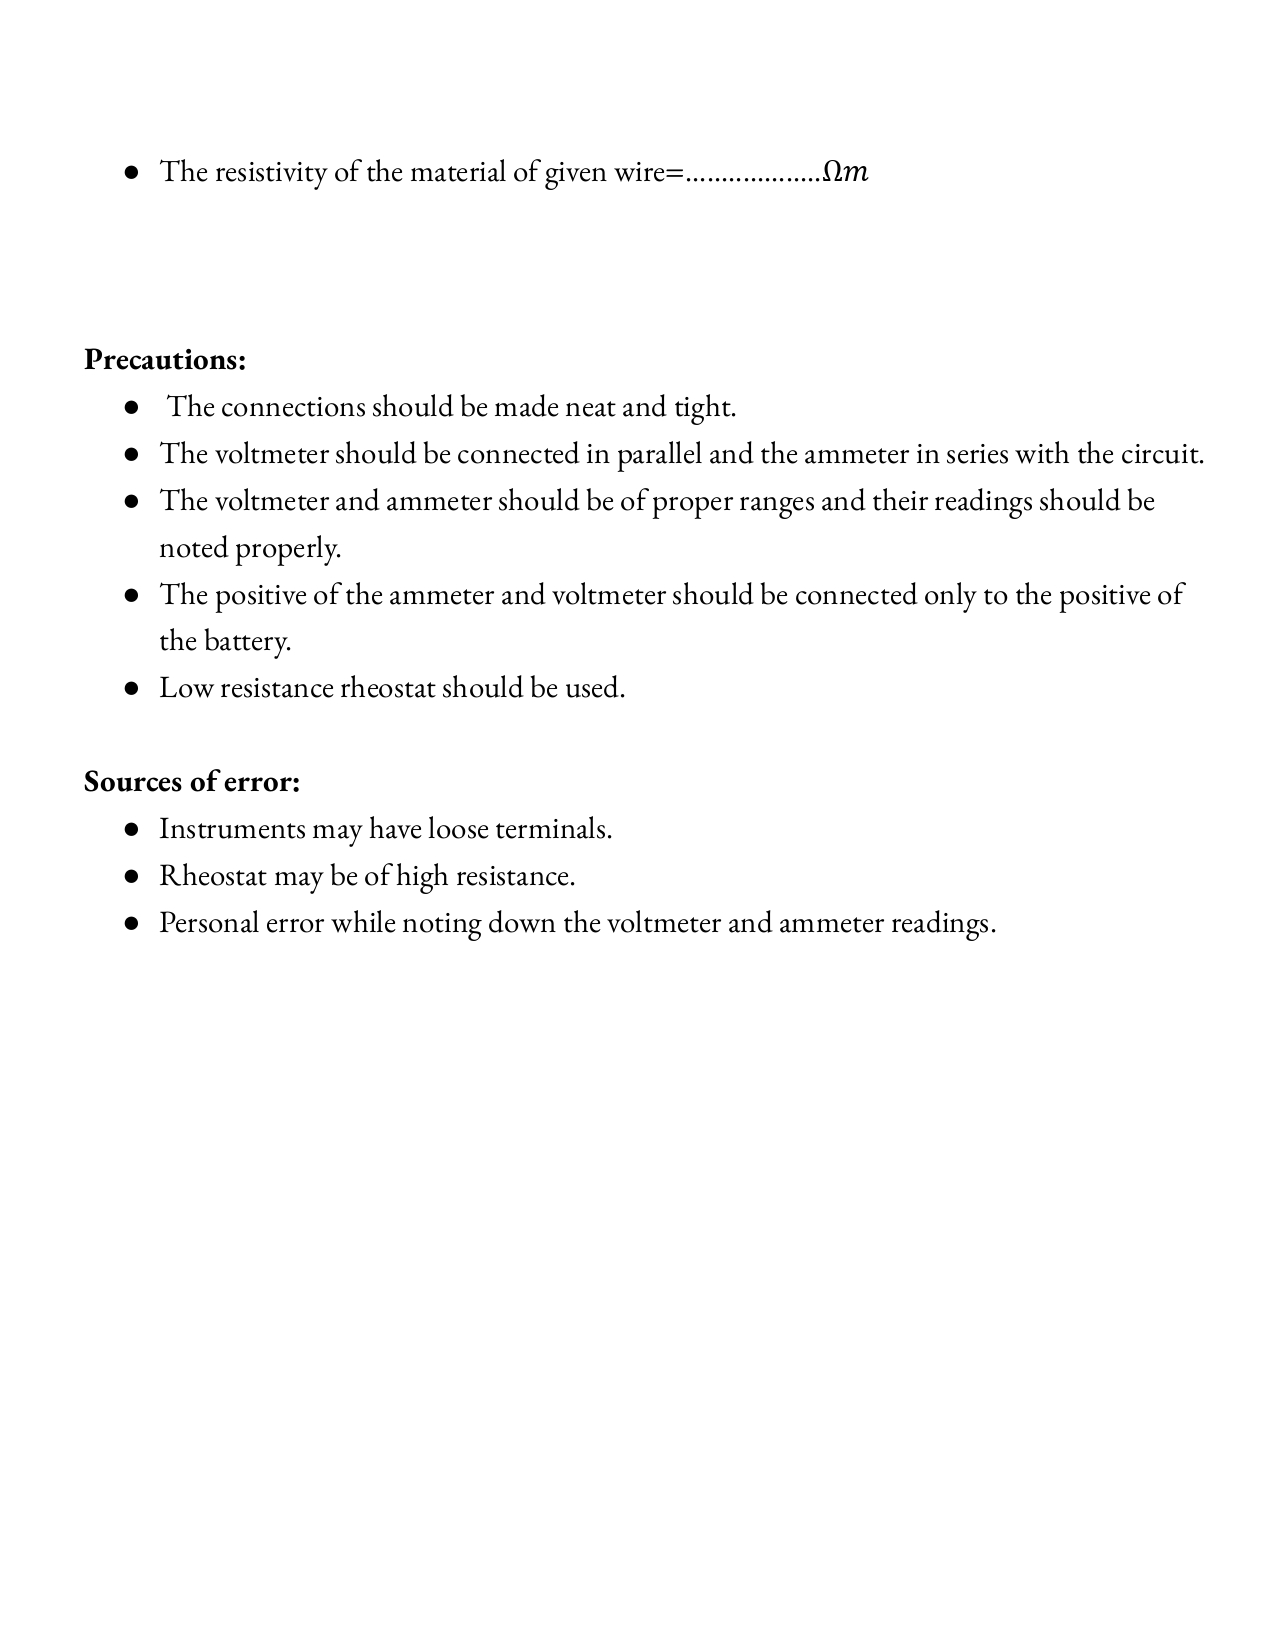 ● The resistivity of the material of given wire=...................Ωm
Precautions:
● The connections should be made neat and tight.
● The voltmeter should be connected in parallel and the ammeter in series with the circuit.
● The voltmeter and ammeter should be of proper ranges and their readings should be
noted properly.
● The positive of the ammeter and voltmeter should be connected only to the positive of
the battery.
● Low resistance rheostat should be used.
Sources of error:
● Instruments may have loose terminals.
● Rheostat may be of high resistance.
● Personal error while noting down the voltmeter and ammeter readings.